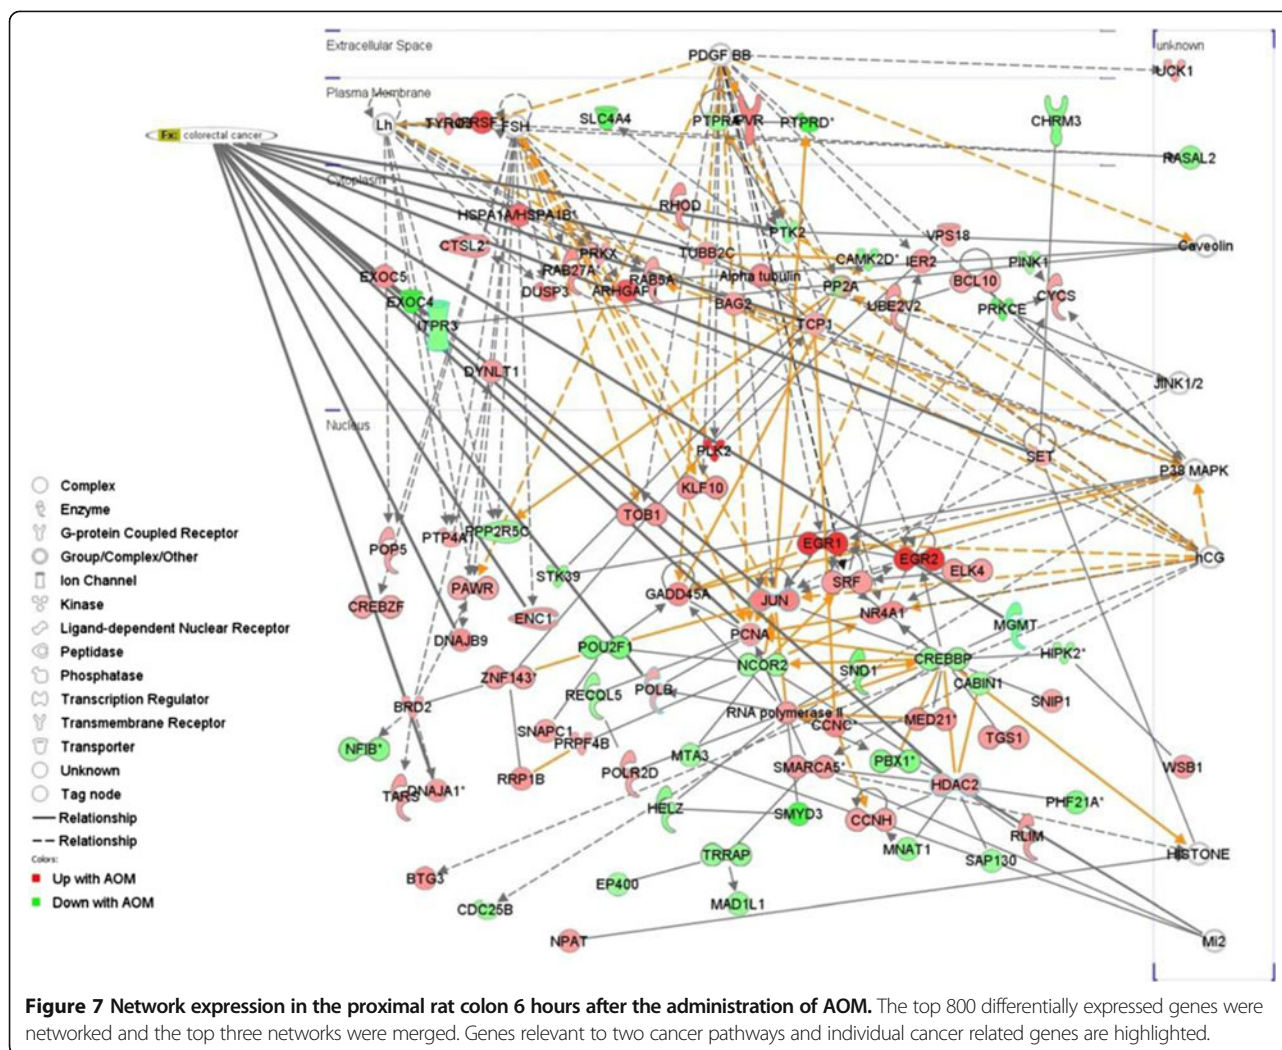 Extracellular Space
PDGF BB
unknown
UCK1
Plasma Membrane
Lh
FSH
SLC4A4
PTPRA
PVR
PTPRD*
CHRM3
Fx: colorectal cancer
RASAL2
Cytoplasm
RHOD
HSPA1A/HSPA1B*
PTK2
VPS18
Caveolin
CTSL2*
PRKX
TUBB2C
CAMK2D*
IER2
PINK1
EXOC5
RAB27A*
RAB5A
Alpha tubulin
BCL10
EXOC4
DUSP3
ARHGAP
PP2A
UBE2V2
CYCS
BAG2
PRKCE
ITPR3
TCP1
DYNLT1
JINK1/2
Nucleus
PLK2
SET
P38 MAPK
KLF10
TOB1
PTP4A
PPP2R5C
POP5
EGR1
EGR2
hCG
STK39
ELK4
SRF
PAWR
GADD45A
JUN
CREBZF
ENC1
NR4A1
MGMT
DNAJB9
PCNA
POU2F1
NCOR2
CREBBP
HIPK2*
SND1
ZNF143*
RECQL5
POLB
CABIN1
BRD2
RNA polymerase II
SNIP1
CCNC*
MED21*
SNAPC1
PRPF4B
TGS1
NFIB*
MTA3
PBX1*
SMARCA5*
WSB1
RRP1B
POLR2D
TARS
DNAJA1*
HDAC2
PHF21A*
HELZ
SMYD3
CCNH
RLIM
MNAT1
SAP130
HISTONE
TRRAP
BTG3
EP400
MAD1L1
CDC25B
NPAT
Mi2
Complex
Enzyme
G-protein Coupled Receptor
Group/Complex/Other
Ion Channel
Kinase
Ligand-dependent Nuclear Receptor
Peptidase
Phosphatase
Transcription Regulator
Transmembrane Receptor
Transporter
Unknown
Tag node
Relationship
Relationship
Colors:
Up with AOM
Down with AOM
Figure 7 Network expression in the proximal rat colon 6 hours after the administration of AOM. The top 800 differentially expressed genes were
networked and the top three networks were merged. Genes relevant to two cancer pathways and individual cancer related genes are highlighted.